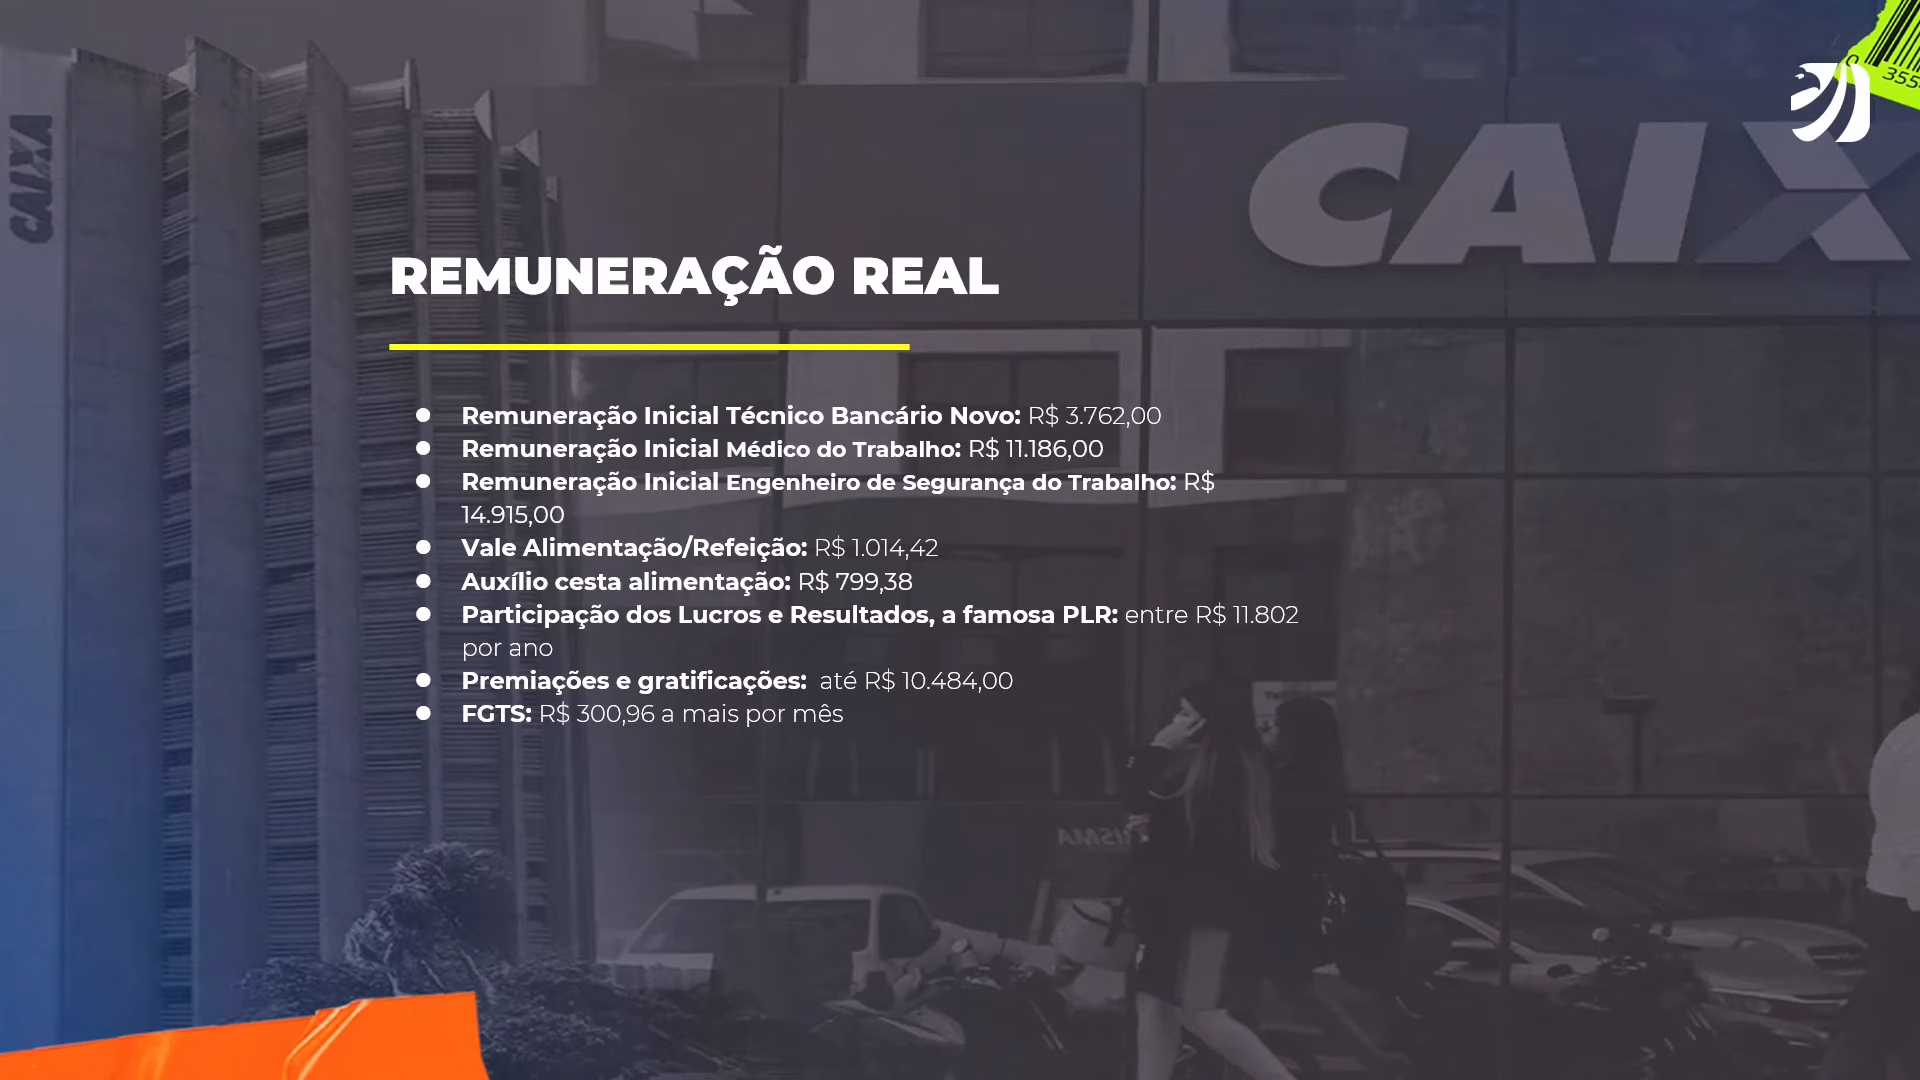 CAIXA
O 355
CAIX
REMUNERAÇÃO REAL
● Remuneração Inicial Técnico Bancário Novo: R$ 3.762,00
● Remuneração Inicial Médico do Trabalho: R$ 11.186,00
● Remuneração Inicial Engenheiro de Segurança do Trabalho: R$
14.915,00
● Vale Alimentação/Refeição: R$ 1.014,42
● Auxílio cesta alimentação: R$ 799,38
● Participação dos Lucros e Resultados, a famosa PLR: entre R$ 11.802
por ano
● Premiações e gratificações: até R$ 10.484,00
● FGTS: R$ 300,96 a mais por mês